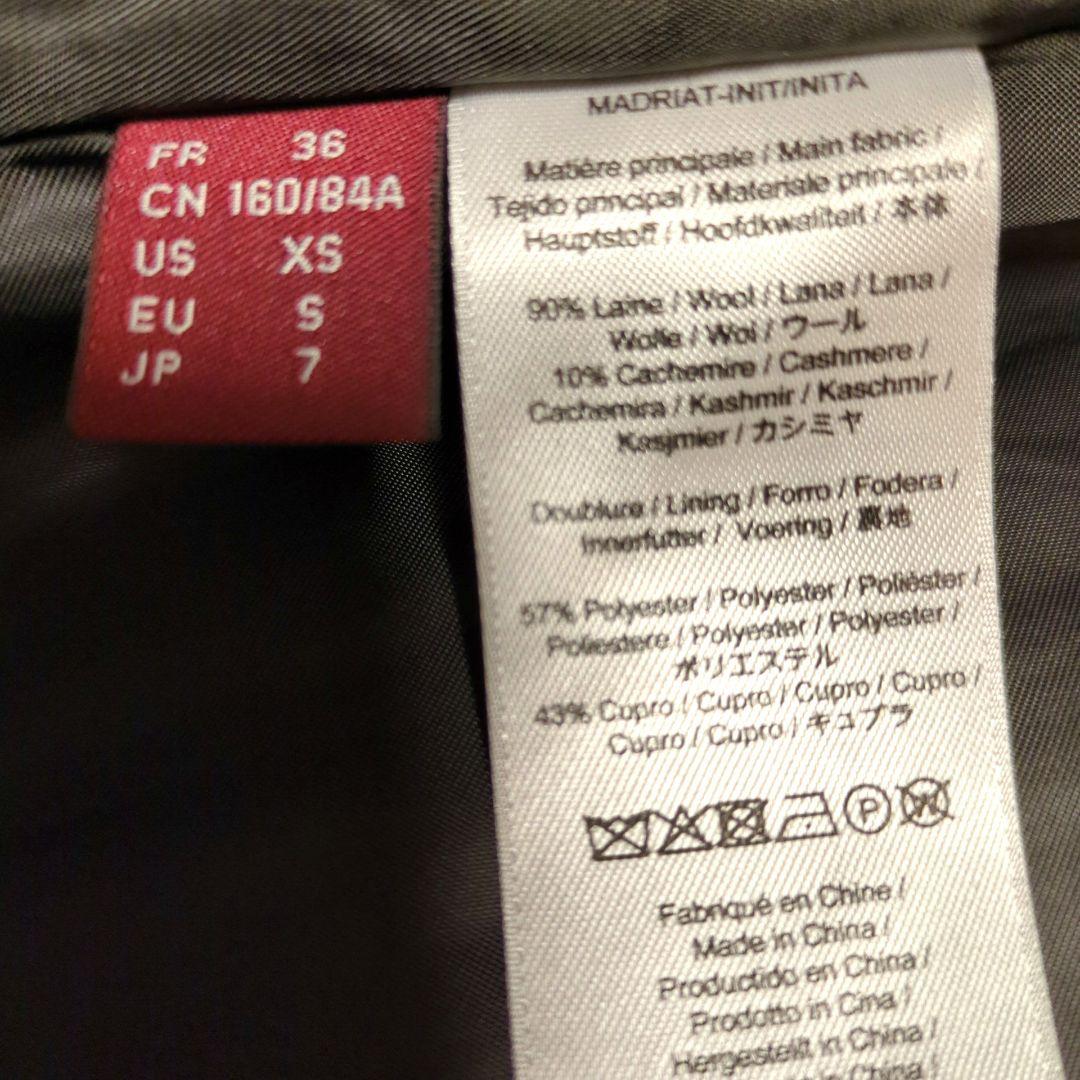 FR 36
CN 160/84A
US XS
EU S
JP 7
MADRIAT-INIT/INITA
Matière principale / Main fabric /
Tejido principal / Materiale principale /
Hauptstoff / Hoofdkwaliteit / 本体
90% Laine / Wool / Lana / Lana /
Wolle / Wol / ウール
10% Cachemire / Cashmere /
Cachemira / Kashmir / Kaschmir /
Kasjmier / カシミヤ
Doublure / Lining / Forro / Fodera /
Innenfutter / Voering / 裏地
57% Polyester / Polyester / Poliéster /
Poliestere / Polyester / Polyester /
ポリエステル
43% Cupro / Cupro / Cupro / Cupro /
Cupro / Cupro / キュプラ
P
W
Fabriqué en Chine /
Made in China /
Productido en China /
Prodotto in Cina /
Hergestellt in China /
in China /